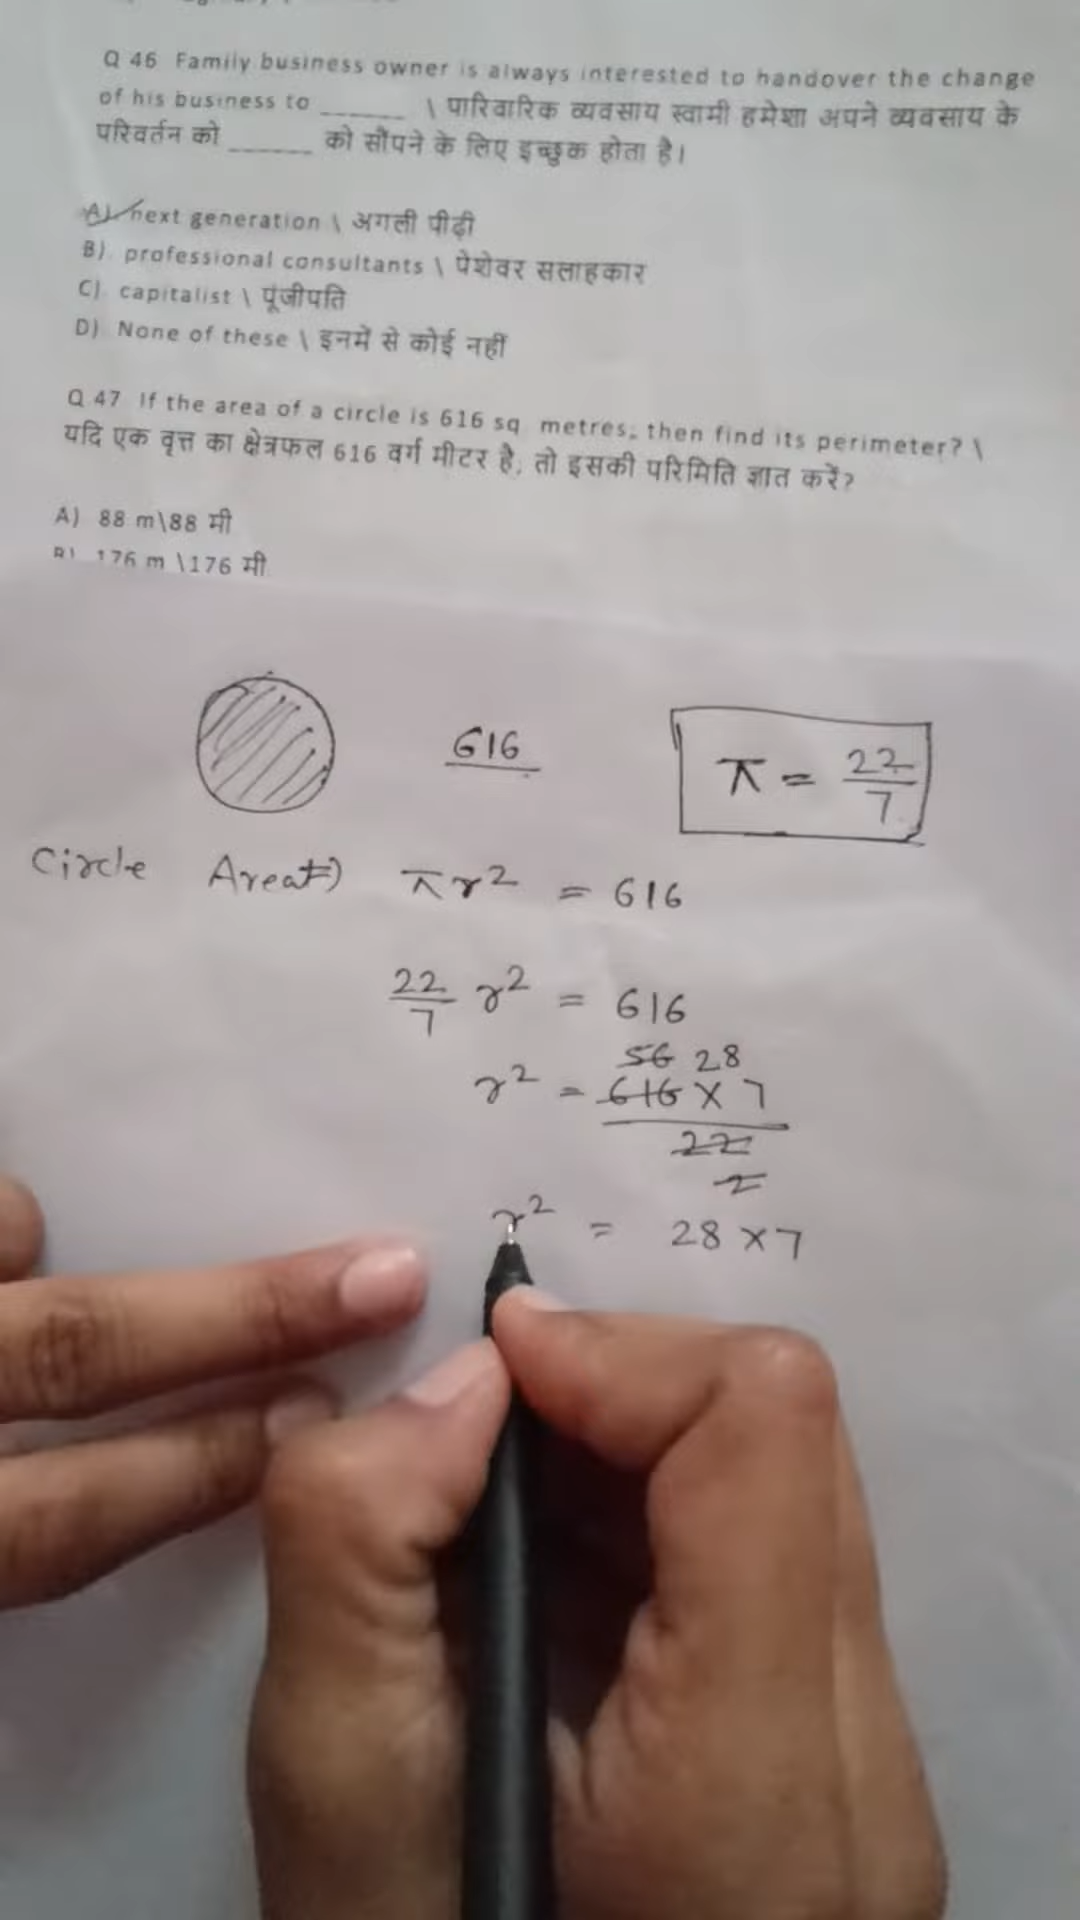 Q 46 Family business owner is always interested to handover the change
of his business to ______ \ पारिवारिक व्यवसाय स्वामी हमेशा अपने व्यवसाय के
परिवर्तन को ______ को सौंपने के लिए इच्छुक होता है।
A). next generation \ अगली पीढ़ी
B). professional consultants \ पेशेवर सलाहकार
C). capitalist \ पूंजीपति
D) None of these \ इनमें से कोई नहीं
Q.47 If the area of a circle is 616 sq metres, then find its perimeter? \
यदि एक वृत्त का क्षेत्रफल 616 वर्ग मीटर है, तो इसकी परिमिति ज्ञात करें?
A) 88 m\88 मी
B) 176 m \176 मी
616
π = 22/7
Circle Area ⇒ πr² = 616
22/7 r² = 616
56 28
r² = 616 × 7
22
2
r² = 28 × 7